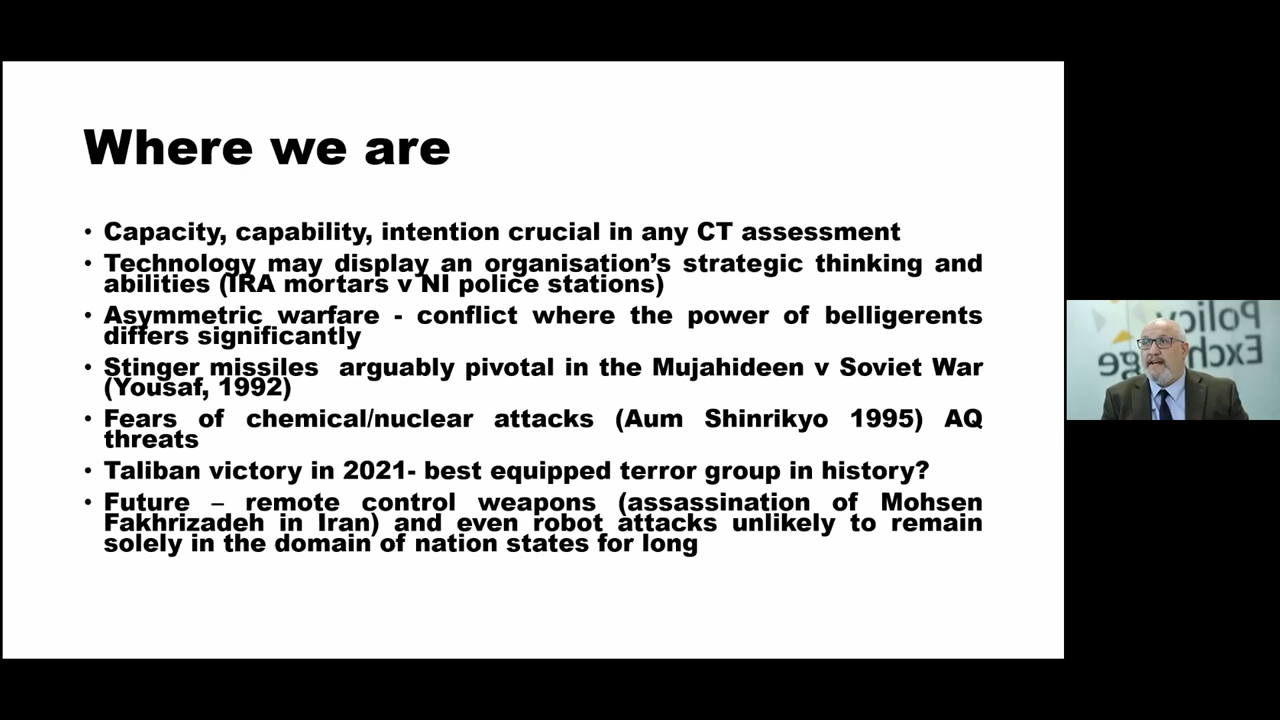 Where we are
• Capacity, capability, intention crucial in any CT assessment
• Technology may display an organisation's strategic thinking and
abilities (IRA mortars v NI police stations)
• Asymmetric warfare - conflict where the power of belligerents
differs significantly
• Stinger missiles arguably pivotal in the Mujahideen v Soviet War
(Yousaf, 1992)
• Fears of chemical/nuclear attacks (Aum Shinrikyo 1995) AQ
threats
• Taliban victory in 2021- best equipped terror group in history?
• Future – remote control weapons (assassination of Mohsen
Fakhrizadeh in Iran) and even robot attacks unlikely to remain
solely in the domain of nation states for long
Policy
Exchange